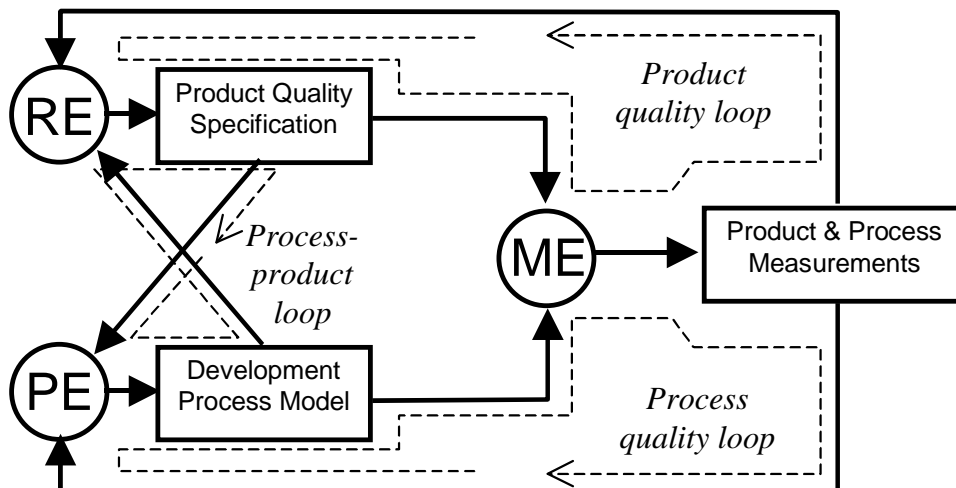 RE
Product Quality
Specification
Product
quality loop
Process-
product
loop
ME
Product & Process
Measurements
PE
Development
Process Model
Process
quality loop